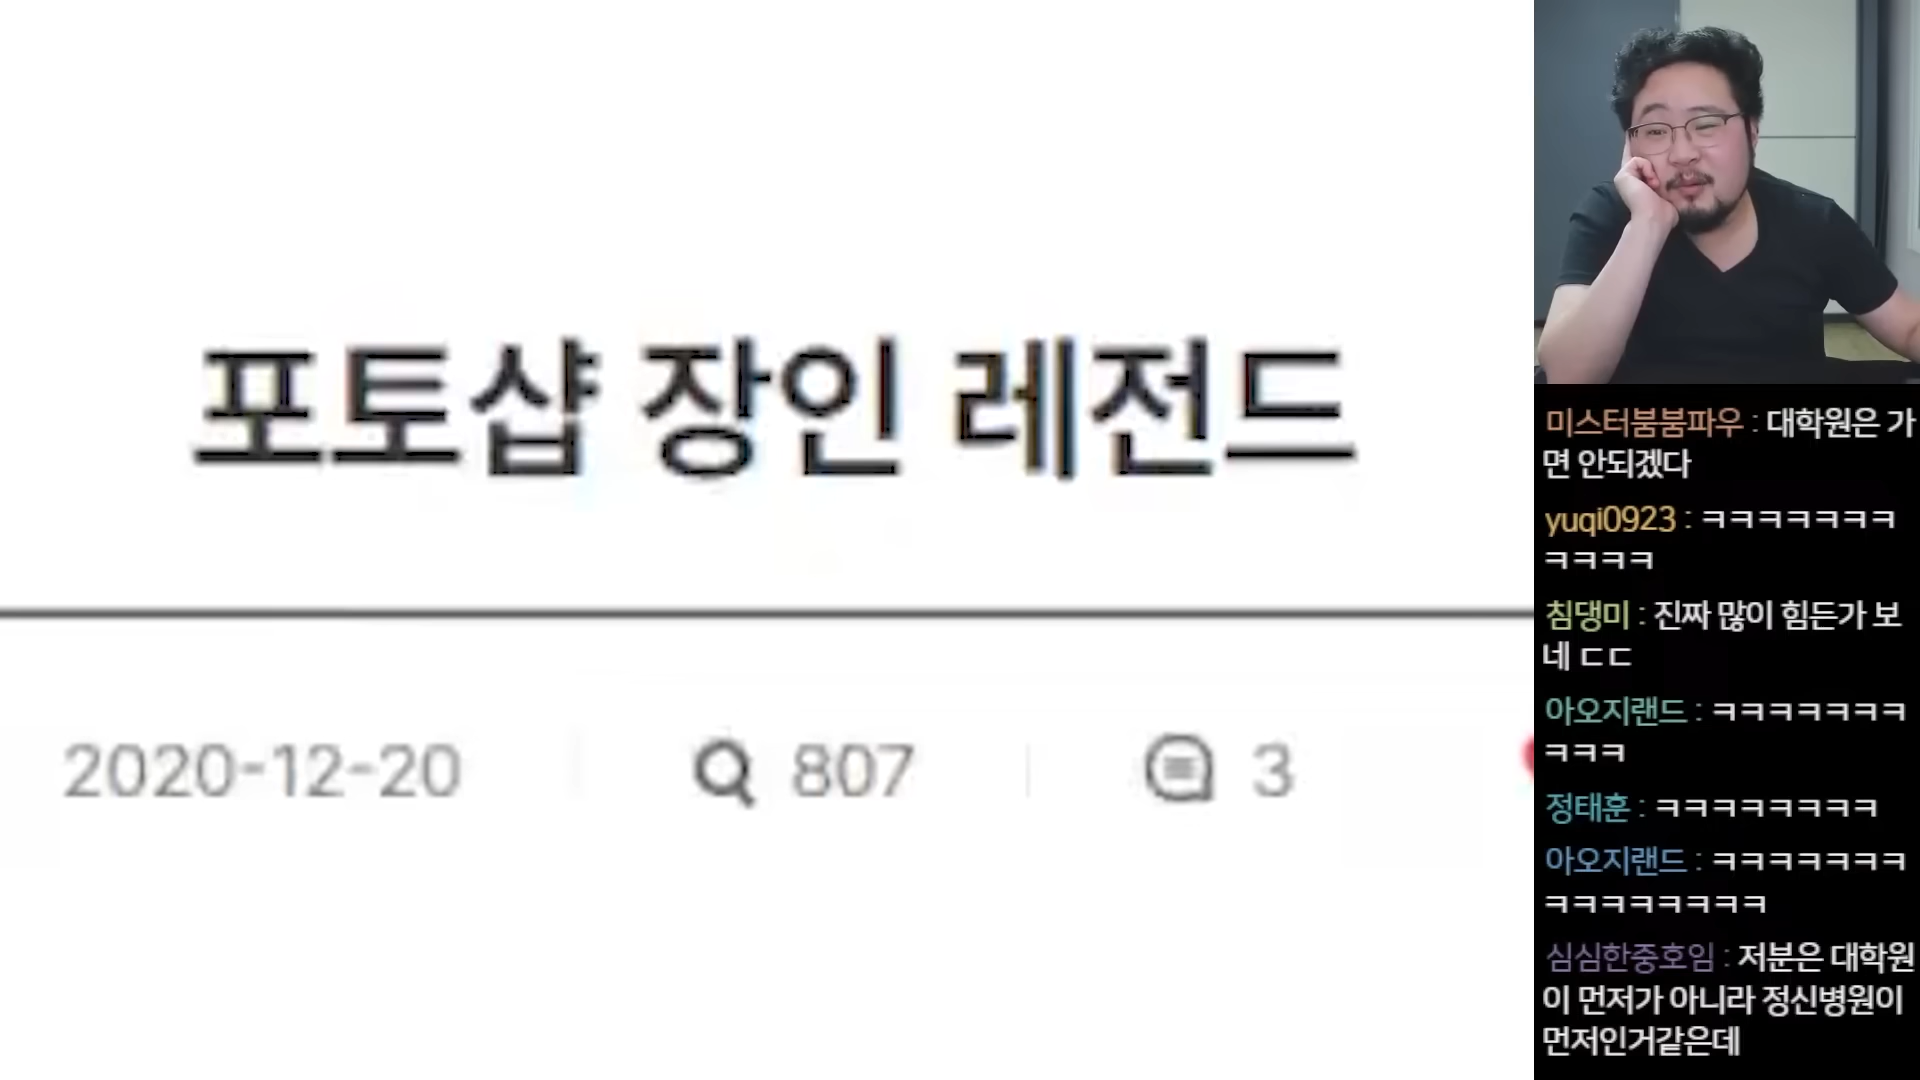 포토샵 장인 레전드
2020-12-20 807 3
미스터붐붐파우 : 대학원은 가
면 안되겠다
yuqi0923 : ㅋㅋㅋㅋㅋㅋㅋ
ㅋㅋㅋㅋ
침댕미 : 진짜 많이 힘든가 보
네 ㄷㄷ
아오지랜드 : ㅋㅋㅋㅋㅋㅋㅋ
ㅋㅋㅋ
정태훈 : ㅋㅋㅋㅋㅋㅋㅋㅋ
아오지랜드 : ㅋㅋㅋㅋㅋㅋㅋ
ㅋㅋㅋㅋㅋㅋㅋㅋ
심심한중호임 : 저분은 대학원
이 먼저가 아니라 정신병원이
먼저인거같은데